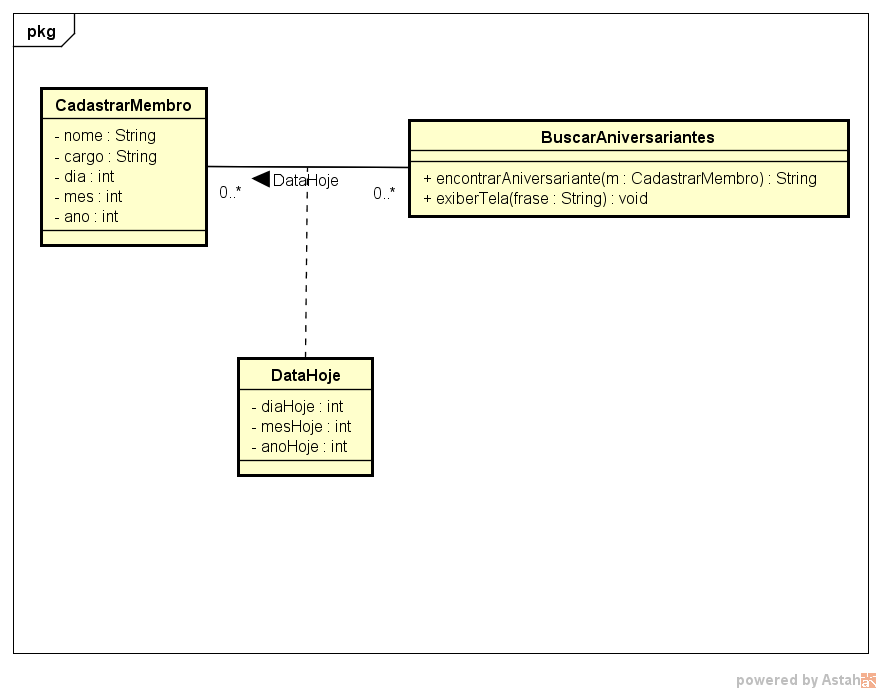 pkg
CadastrarMembro
- nome : String
- cargo : String
- dia : int
- mes : int
- ano : int
BuscarAniversariantes
+ encontrarAniversariante(m : CadastrarMembro) : String
+ exiberTela(frase : String) : void
DataHoje
0..*
0..*
DataHoje
- diaHoje : int
- mesHoje : int
- anoHoje : int
powered by Astah